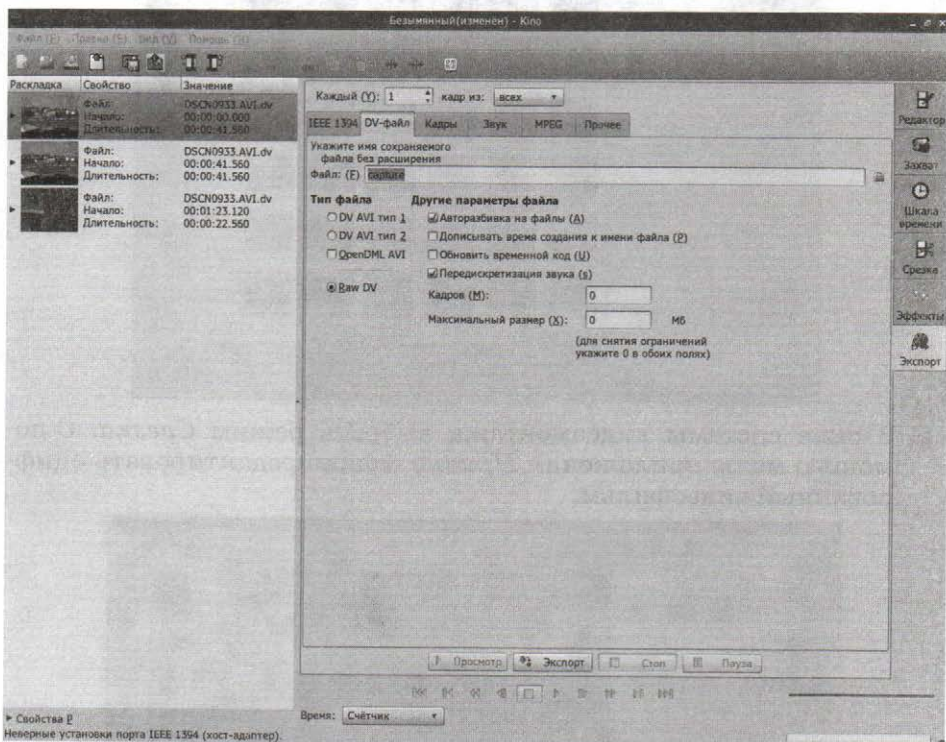 Безымянный(изменён) - Kino
Файл (F) Правка (E) Вид (V) Помощь (H)
Раскладка Свойство Значение
Файл: DSCN0933.AVI.dv
Начало: 00:00:00.000
Длительность: 00:00:41.560
Файл: DSCN0933.AVI.dv
Начало: 00:00:41.560
Длительность: 00:00:41.560
Файл: DSCN0933.AVI.dv
Начало: 00:01:23.120
Длительность: 00:00:22.560
Каждый (Y): 1 кадр из: всех
IEEE 1394 DV-файл Кадры Звук MPEG Прочее
Укажите имя сохраняемого
файла без расширения
Файл: (E) capture
Тип файла Другие параметры файла
DV AVI тип 1 Авторазбивка на файлы (A)
DV AVI тип 2 Дописывать время создания к имени файла (P)
OpenDML AVI Обновить временной код (U)
Передискретизация звука (s)
Raw DV Кадров (M): 0
Максимальный размер (X): 0 Мб
(для снятия ограничений
укажите 0 в обоих полях)
Редактор
Захват
Шкала
времени
Срезка
Эффекты
Экспорт
Просмотр Экспорт Стоп Пауза
Свойства P
Время: Счётчик
Неверные установки порта IEEE 1394 (хост-адаптер).